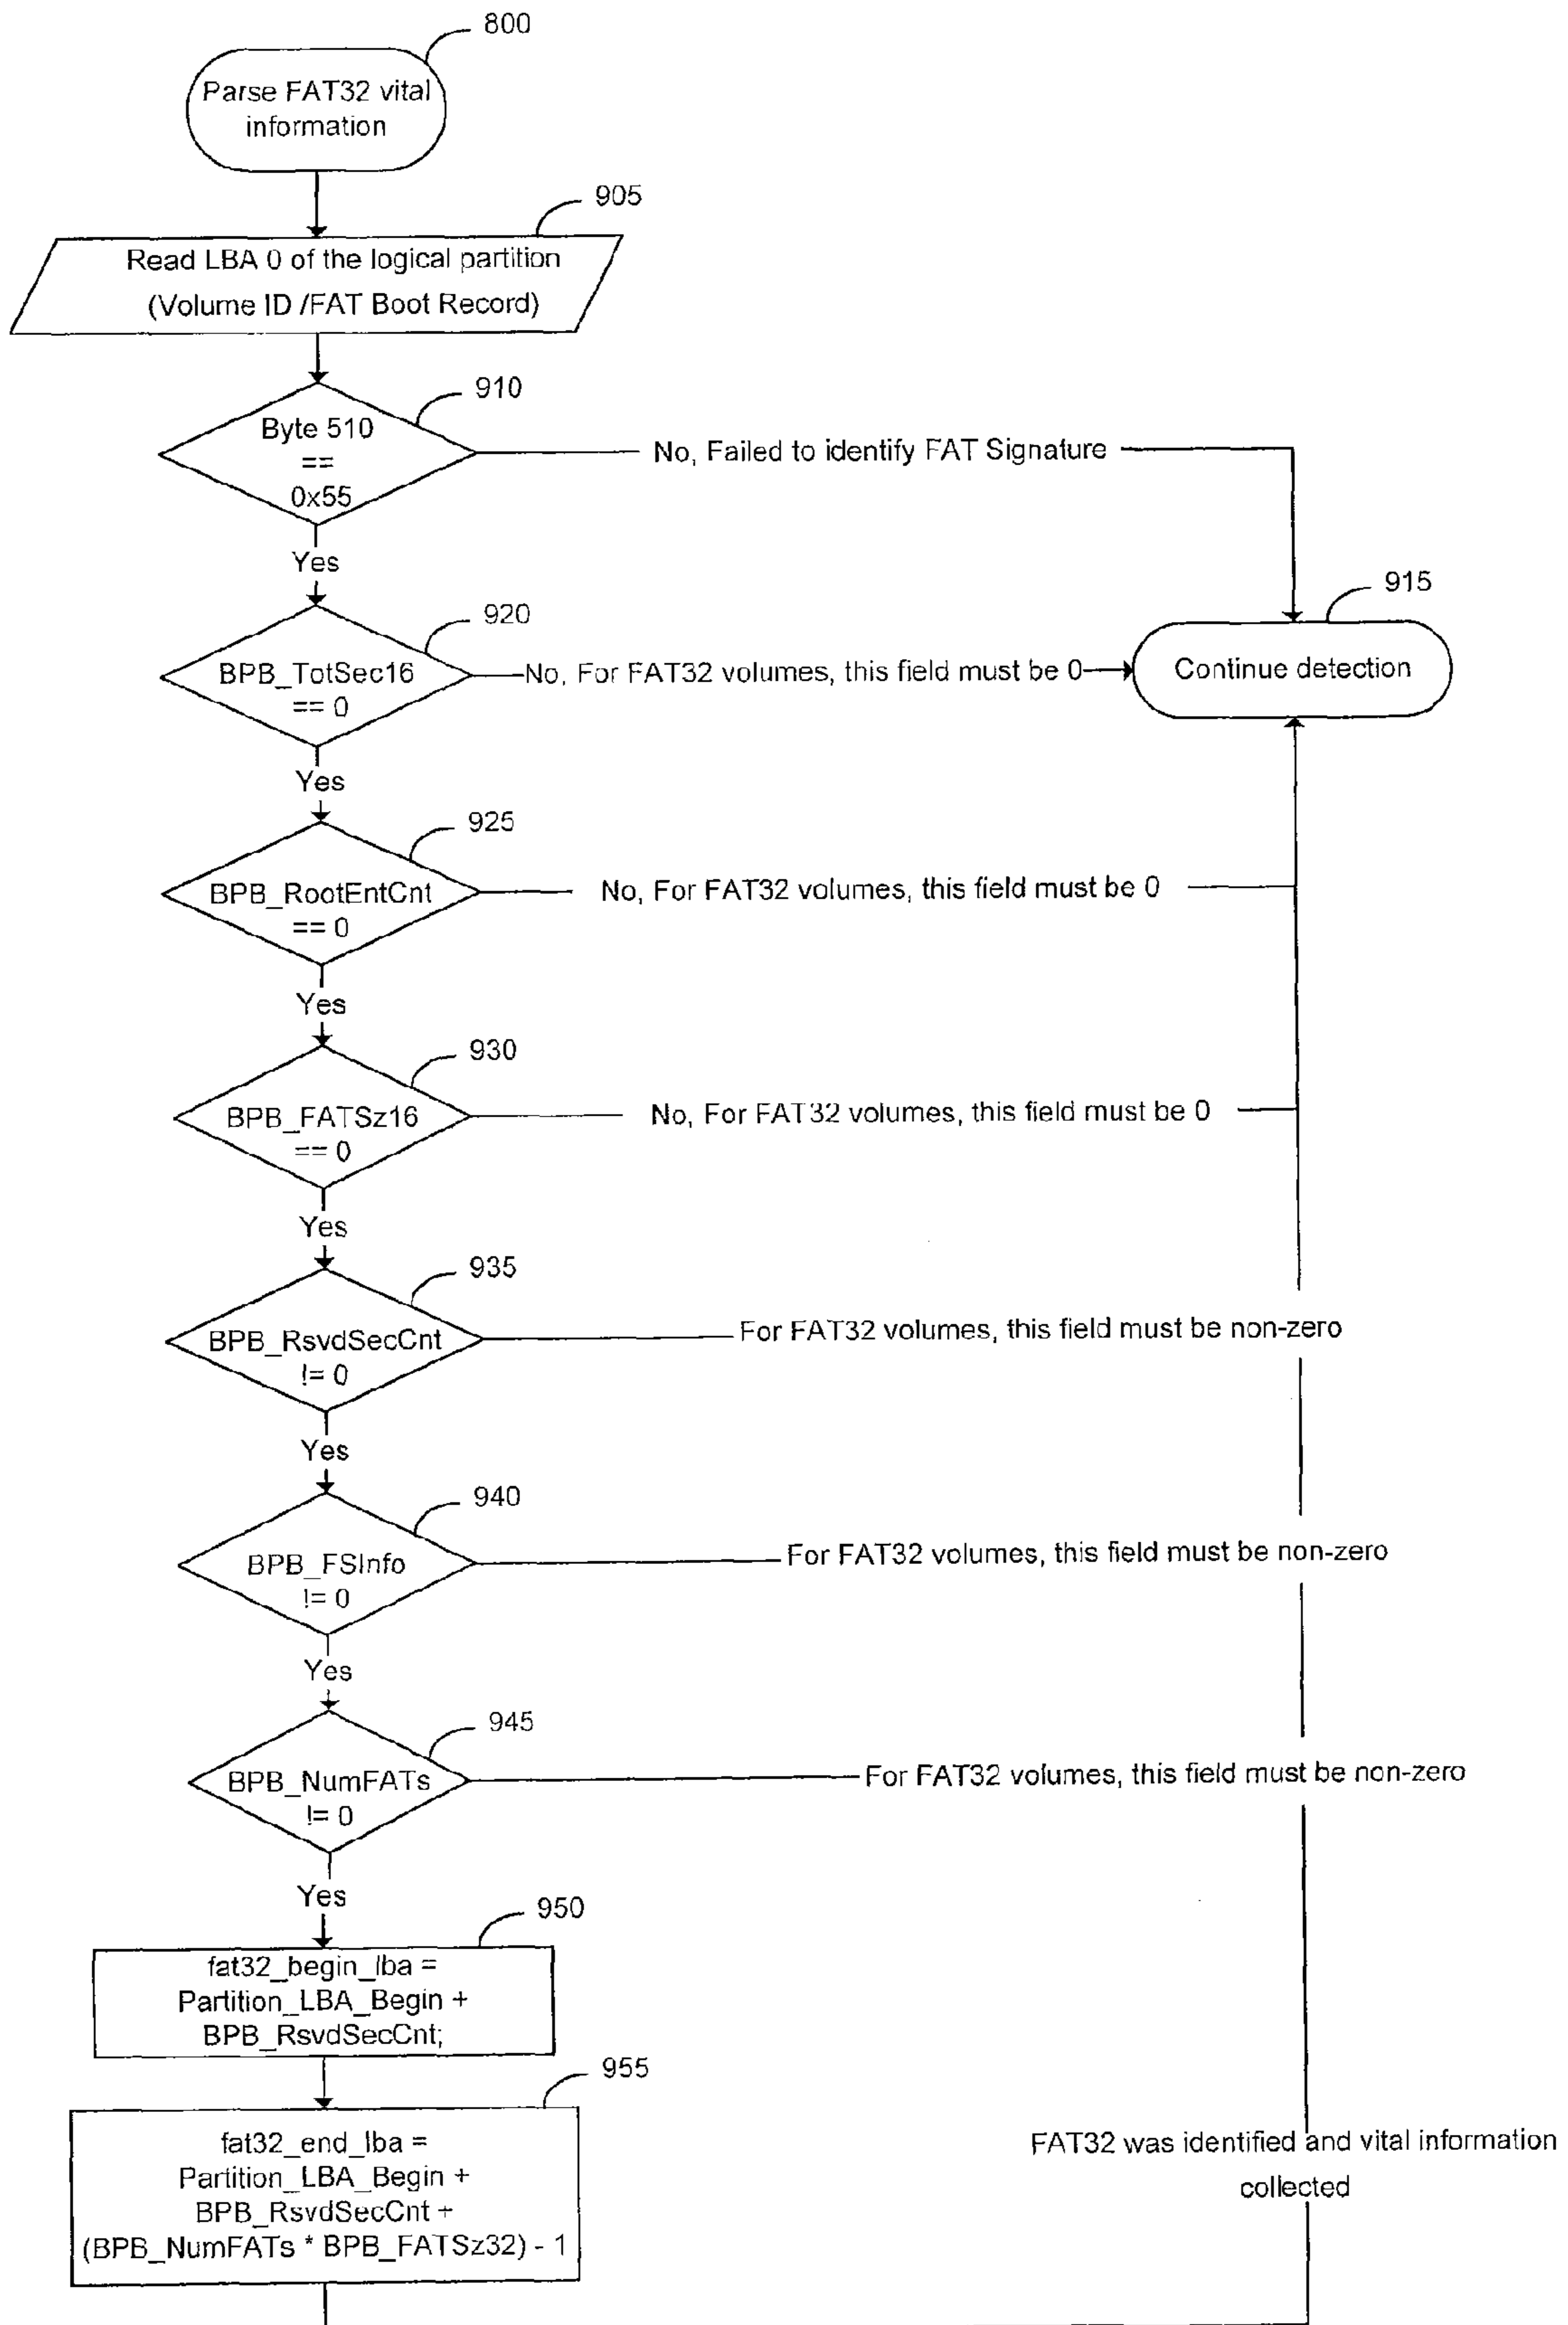 800
Parse FAT32 vital
information
905
Read LBA 0 of the logical partition
(Volume ID /FAT Boot Record)
910
Byte 510
==
0x55
No, Failed to identify FAT Signature
Yes
915
Continue detection
920
BPB_TotSec16
== 0
No, For FAT32 volumes, this field must be 0
Yes
925
BPB_RootEntCnt
== 0
No, For FAT32 volumes, this field must be 0
Yes
930
BPB_FATSz16
== 0
No, For FAT32 volumes, this field must be 0
Yes
935
BPB_RsvdSecCnt
!= 0
For FAT32 volumes, this field must be non-zero
Yes
940
BPB_FSInfo
!= 0
For FAT32 volumes, this field must be non-zero
Yes
945
BPB_NumFATs
!= 0
For FAT32 volumes, this field must be non-zero
Yes
950
fat32_begin_lba =
Partition_LBA_Begin +
BPB_RsvdSecCnt;
955
fat32_end_lba =
Partition_LBA_Begin +
BPB_RsvdSecCnt +
(BPB_NumFATs * BPB_FATSz32) - 1
FAT32 was identified and vital information
collected